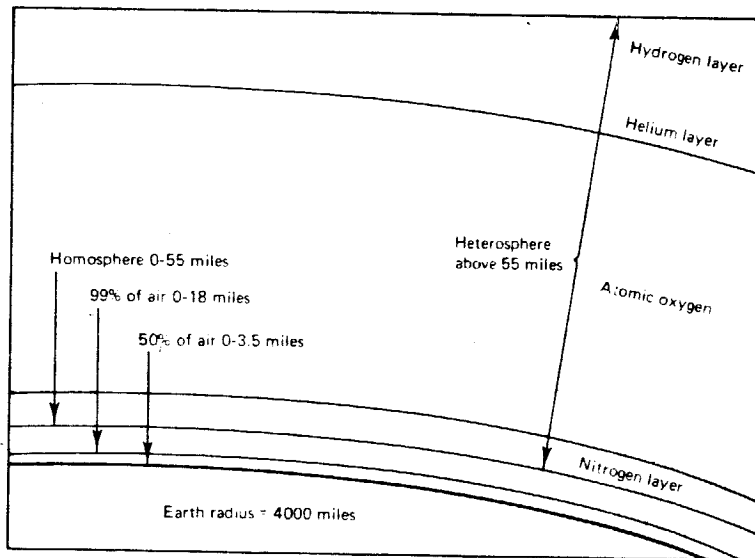 Hydrogen layer
Helium layer
Heterosphere
above 55 miles
Atomic oxygen
Homosphere 0-55 miles
99% of air 0-18 miles
50% of air 0-3.5 miles
Nitrogen layer
Earth radius = 4000 miles